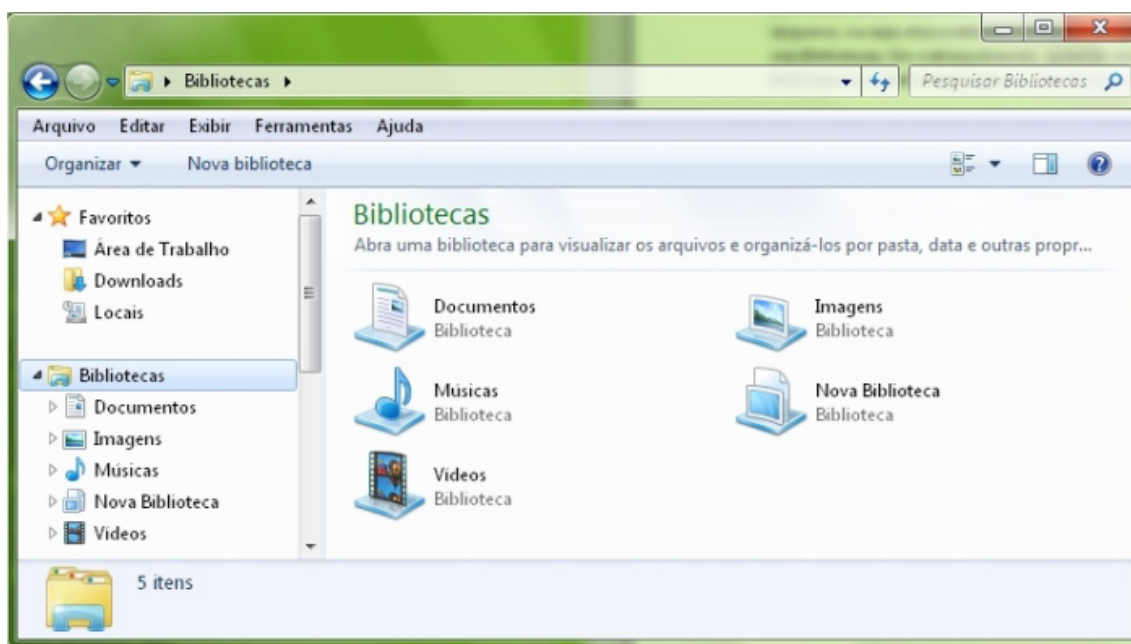 Bibliotecas
Pesquisar Bibliotecas
Arquivo Editar Exibir Ferramentas Ajuda
Organizar Nova biblioteca
Favoritos
Área de Trabalho
Downloads
Locais
Bibliotecas
Documentos
Imagens
Músicas
Nova Biblioteca
Vídeos
Bibliotecas
Abra uma biblioteca para visualizar os arquivos e organizá-los por pasta, data e outras propr...
Documentos
Biblioteca
Imagens
Biblioteca
Músicas
Biblioteca
Nova Biblioteca
Biblioteca
Vídeos
Biblioteca
5 itens